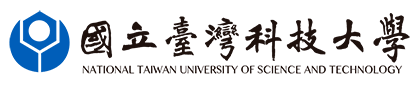 國立臺灣科技大學
NATIONAL TAIWAN UNIVERSITY OF SCIENCE AND TECHNOLOGY